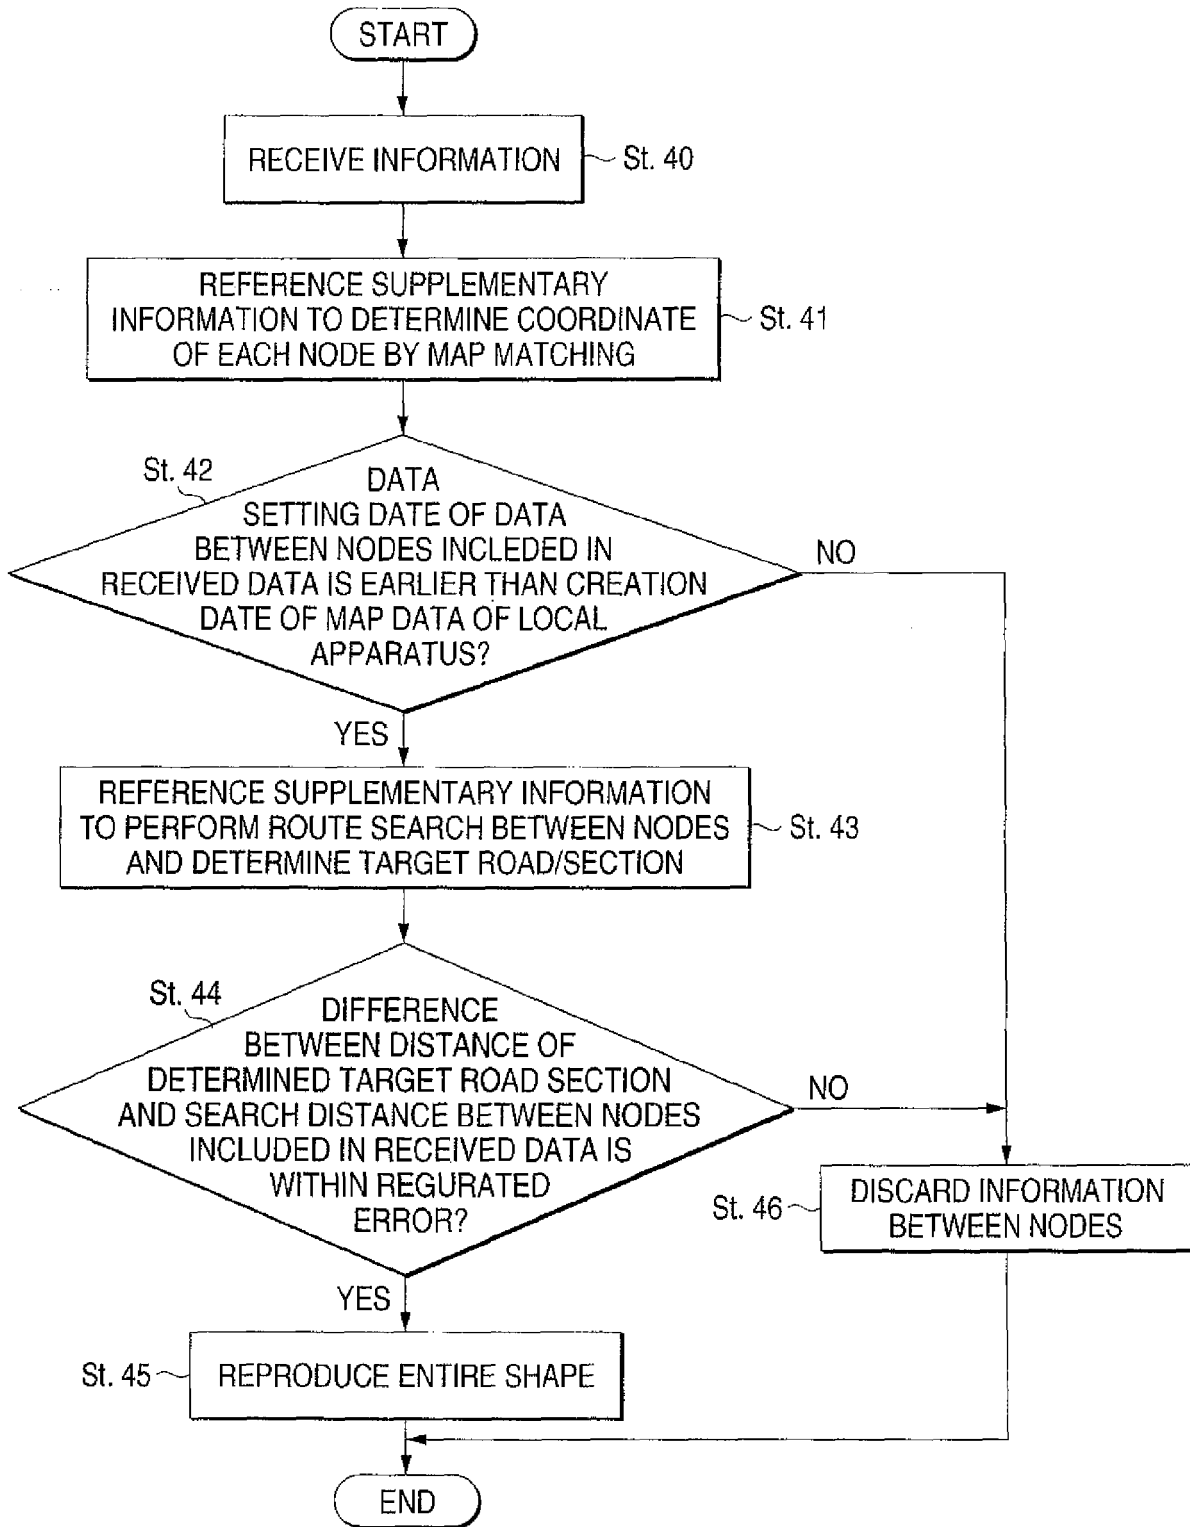 START
RECEIVE INFORMATION
St. 40
REFERENCE SUPPLEMENTARY
INFORMATION TO DETERMINE COORDINATE
OF EACH NODE BY MAP MATCHING
St. 41
St. 42
DATA
SETTING DATE OF DATA
BETWEEN NODES INCLEDED IN
RECEIVED DATA IS EARLIER THAN CREATION
DATE OF MAP DATA OF LOCAL
APPARATUS?
NO
YES
REFERENCE SUPPLEMENTARY INFORMATION
TO PERFORM ROUTE SEARCH BETWEEN NODES
AND DETERMINE TARGET ROAD/SECTION
St. 43
St. 44
DIFFERENCE
BETWEEN DISTANCE OF
DETERMINED TARGET ROAD SECTION
AND SEARCH DISTANCE BETWEEN NODES
INCLUDED IN RECEIVED DATA IS
WITHIN REGURATED
ERROR?
NO
YES
St. 46
DISCARD INFORMATION
BETWEEN NODES
St. 45
REPRODUCE ENTIRE SHAPE
END